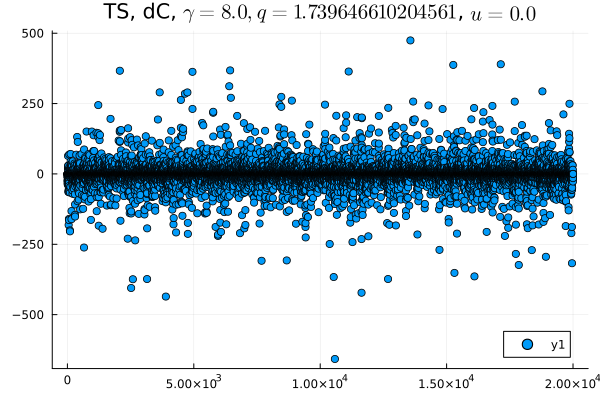 TS, dC, γ = 8.0, q = 1.739646610204561, u = 0.0
500
250
0
−250
−500
0 5.00×10³ 1.00×10⁴ 1.50×10⁴ 2.00×10⁴
y1